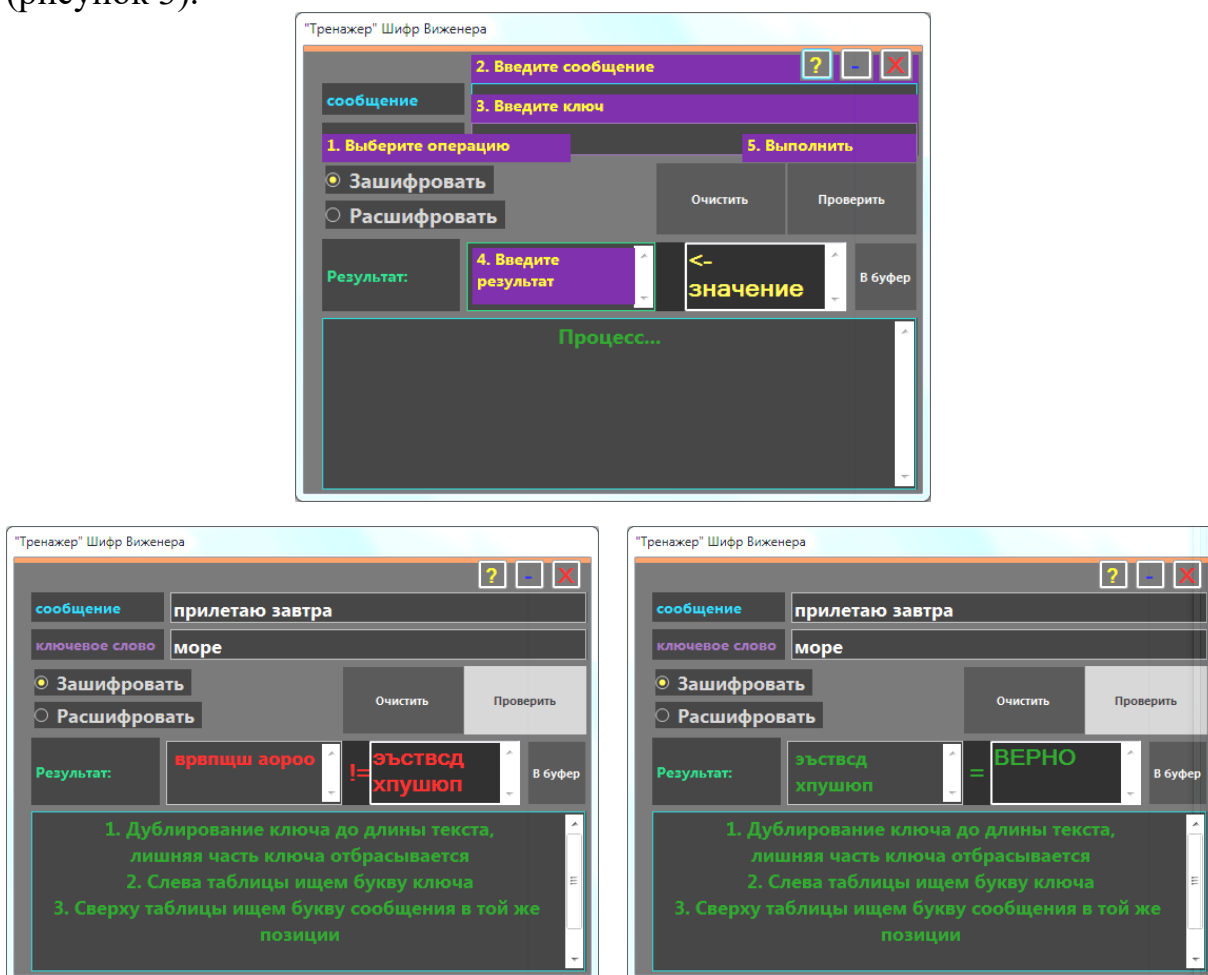 (рисунок 3).
"Тренажер" Шифр Виженера
2. Введите сообщение
? - X
сообщение
3. Введите ключ
1. Выберите операцию
5. Выполнить
Зашифровать
Расшифровать
Очистить
Проверить
Результат:
4. Введите
результат
<-
значение
В буфер
Процесс...
"Тренажер" Шифр Виженера
? - X
сообщение
прилетаю завтра
ключевое слово
море
Зашифровать
Расшифровать
Очистить
Проверить
Результат:
врвпщш аороо
!=
эъствсд
хпушюп
В буфер
1. Дублирование ключа до длины текста,
лишняя часть ключа отбрасывается
2. Слева таблицы ищем букву ключа
3. Сверху таблицы ищем букву сообщения в той же
позиции
"Тренажер" Шифр Виженера
? - X
сообщение
прилетаю завтра
ключевое слово
море
Зашифровать
Расшифровать
Очистить
Проверить
Результат:
эъствсд
хпушюп
=
ВЕРНО
В буфер
1. Дублирование ключа до длины текста,
лишняя часть ключа отбрасывается
2. Слева таблицы ищем букву ключа
3. Сверху таблицы ищем букву сообщения в той же
позиции